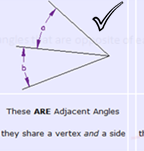 a
b
These ARE Adjacent Angles
they share a vertex and a side